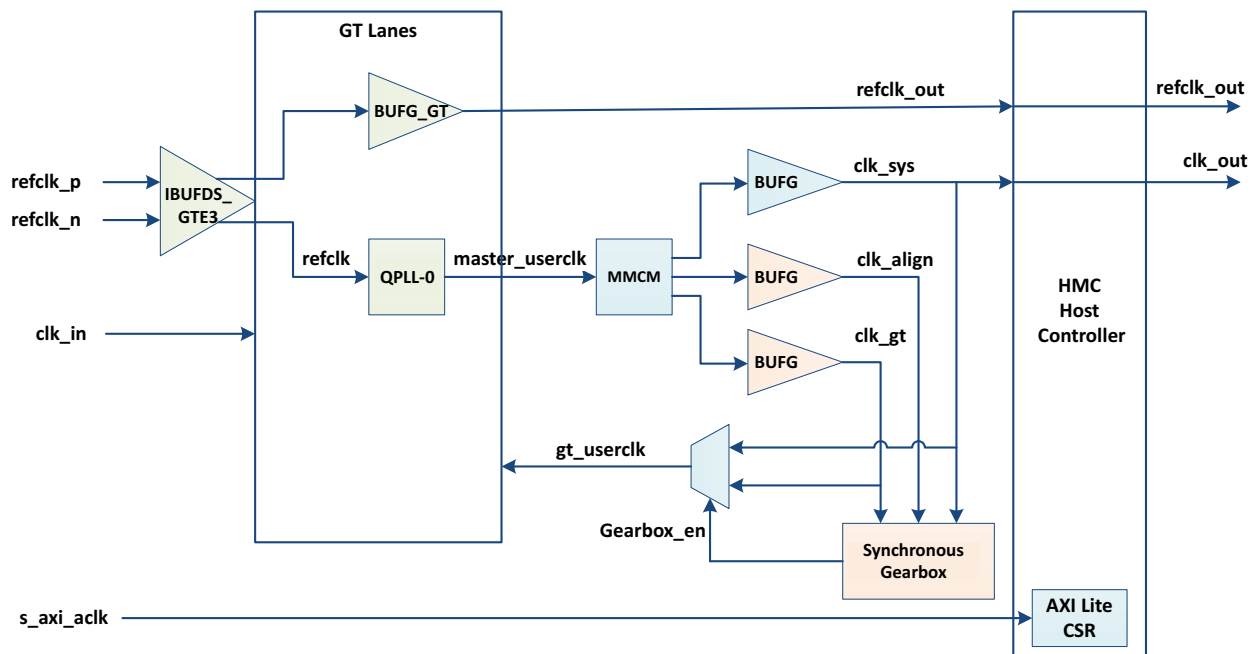 GT Lanes
BUFG_GT
refclk_out
refclk_out
refclk_p
refclk_n
IBUFDS_
GTE3
BUFG
clk_sys
clk_out
refclk
QPLL-0
master_userclk
MMCM
BUFG
clk_align
HMC
Host
Controller
clk_in
BUFG
clk_gt
gt_userclk
Gearbox_en
Synchronous
Gearbox
s_axi_aclk
AXI Lite
CSR